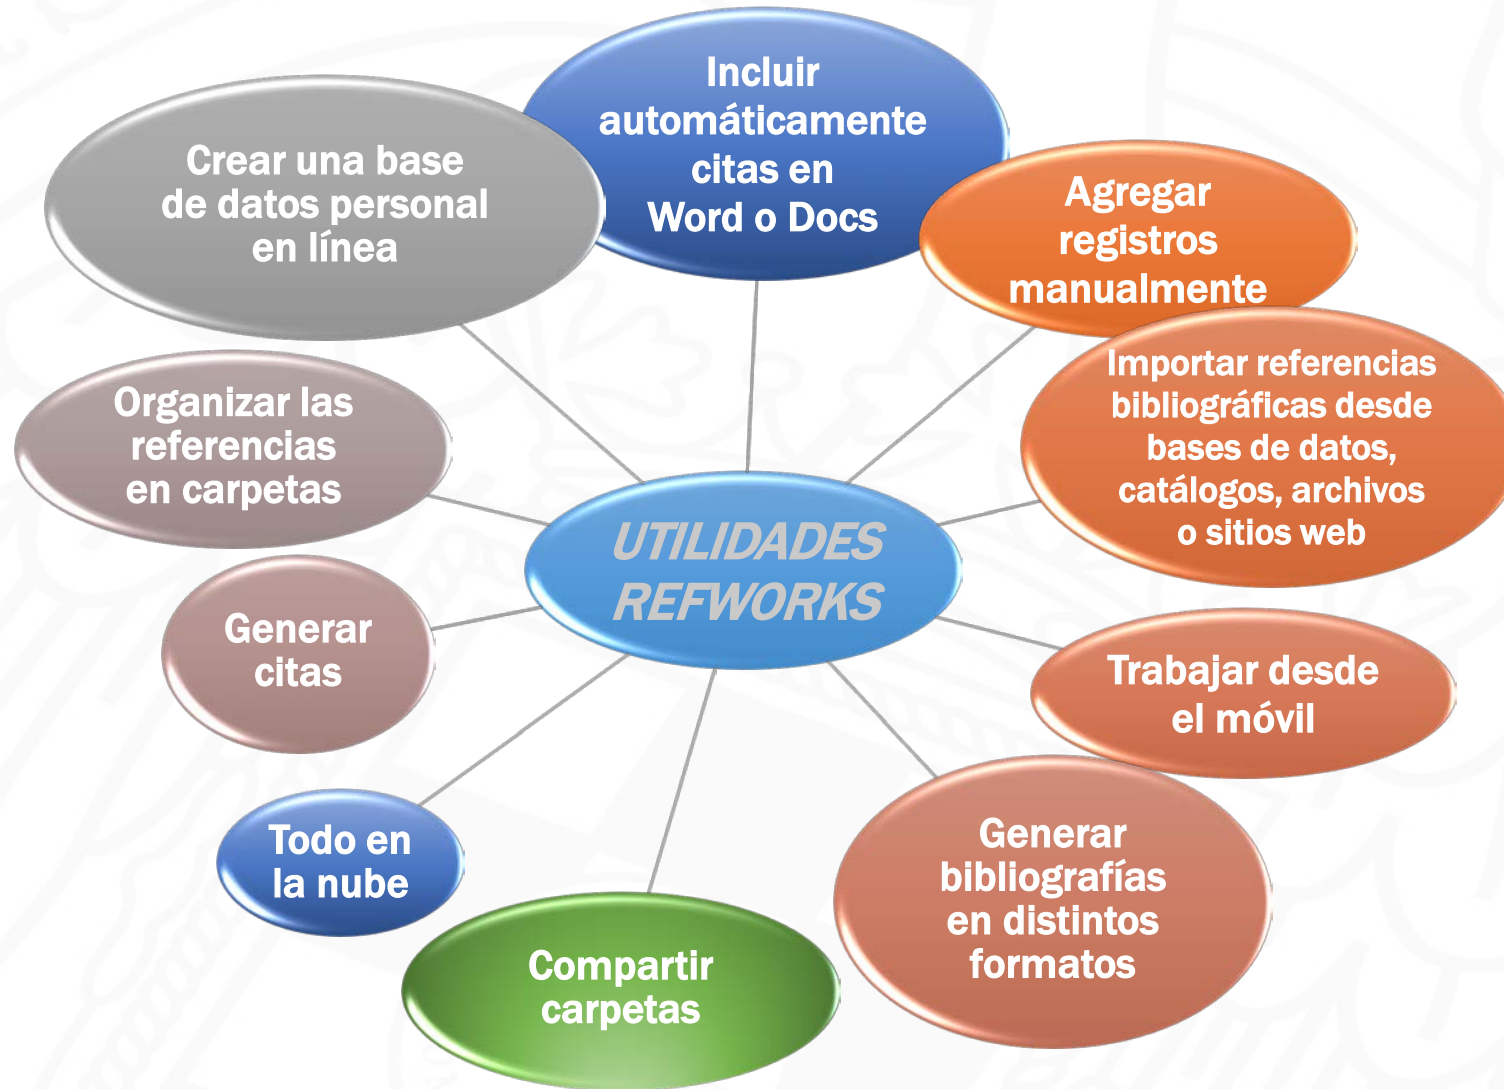 Incluir
automáticamente
citas en
Word o Docs
Agregar
registros
manualmente
Importar referencias
bibliográficas desde
bases de datos,
catálogos, archivos
o sitios web
Trabajar desde
el móvil
Generar
bibliografías
en distintos
formatos
Compartir
carpetas
Todo en
la nube
Generar
citas
Organizar las
referencias
en carpetas
Crear una base
de datos personal
en línea
UTILIDADES
REFWORKS